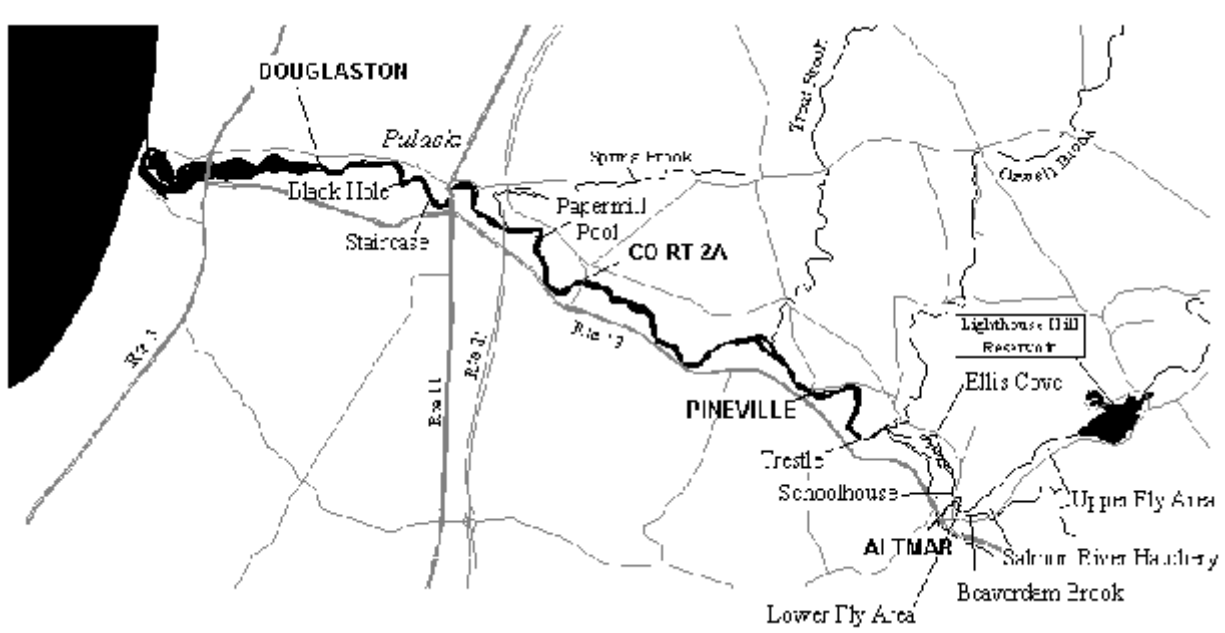 DOUGLASTON
Pulaski
Trout Brook
Spring Brook
Orwell Brook
Black Hole
Papermill
Pool
Staircase
CO RT 2A
Rte 3
Rte 11
Rte 81
Rte 13
Lighthouse Hill
Reservoir
Ellis Cove
PINEVILLE
Trestle
Schoolhouse
Upper Fly Area
ALTMAR
Salmon River Hatchery
Beaverdam Brook
Lower Fly Area